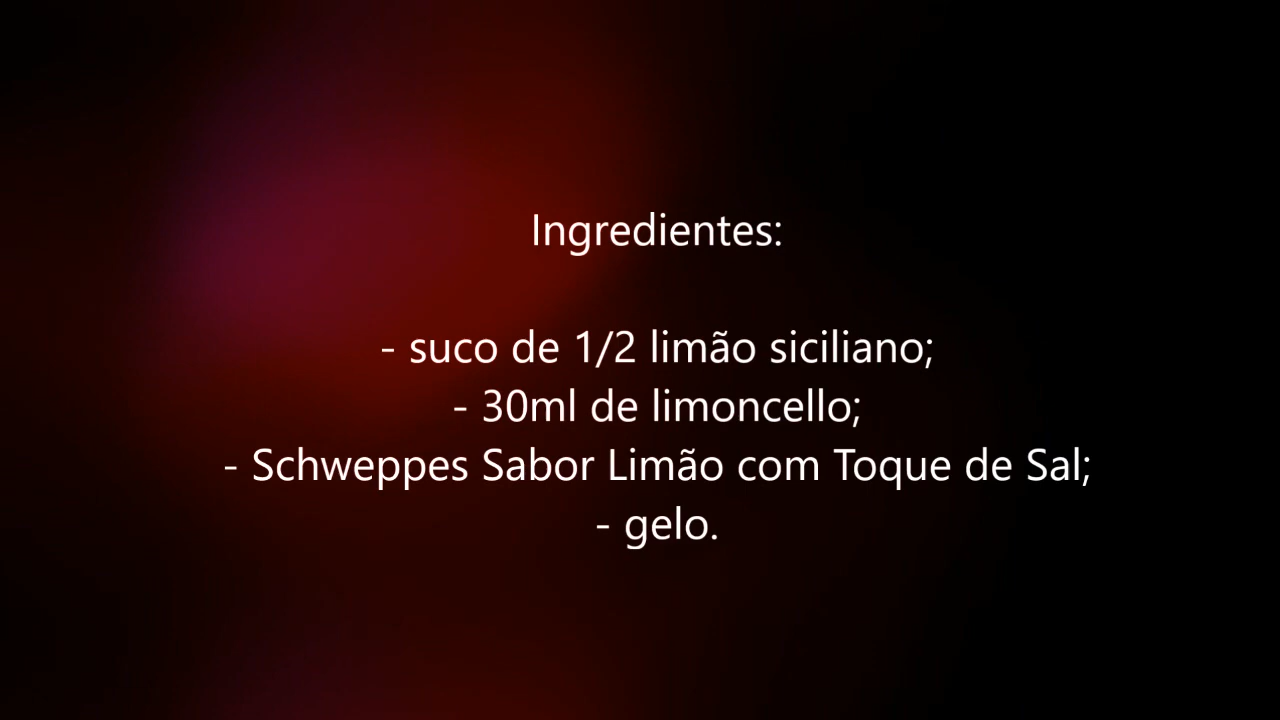 Ingredientes:
- suco de 1/2 limão siciliano;
- 30ml de limoncello;
- Schweppes Sabor Limão com Toque de Sal;
- gelo.